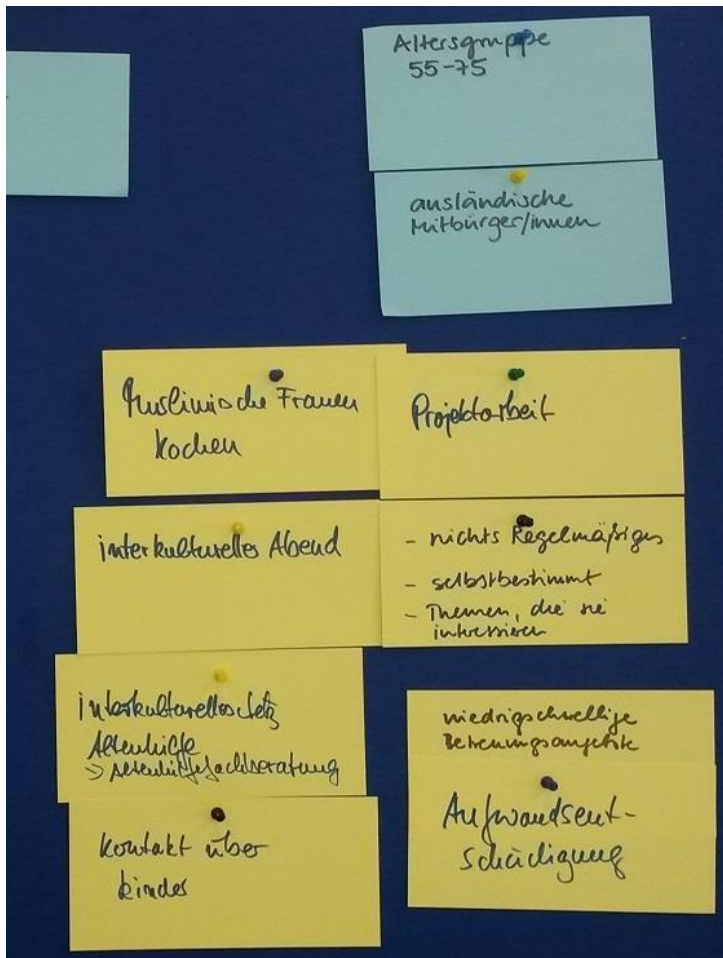 Altersgruppe
55-75
ausländische
Mitbürger/innen
Muslimische Frauen
kochen
Projektarbeit
interkultureller Abend
- nichts Regelmäßiges
- selbstbestimmt
- Themen, die sie
interessieren
Altenhilfe
=> Altenhilfefachberatung
niedrigschwellige
Betreuungsangebote
Kontakt über
Kinder
Aufwandsent-
schädigung